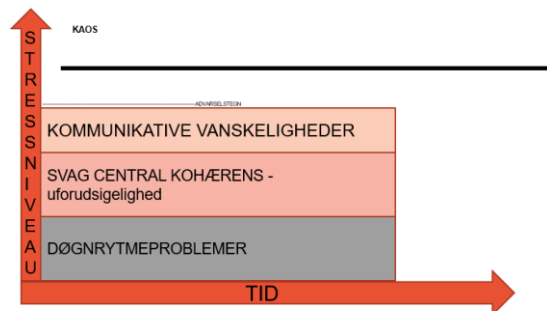 KAOS
STRESSNIVEAU
ADVARSELSTEGN
KOMMUNIKATIVE VANSKELIGHEDER
SVAG CENTRAL KOHÆRENS -
uforudsigelighed
DØGNRYTMEPROBLEMER
TID